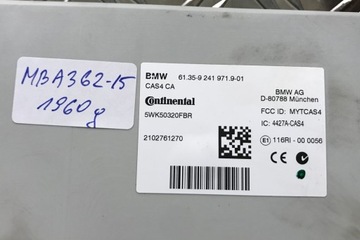 MBA362-15
1960 g
BMW 61.35-9 241 971.9-01
CAS4 CA
Continental
5WK50320FBR
2102761270
BMW AG
D-80788 München
FCC ID: MYTCAS4
IC: 4427A-CAS4
E1 116RI - 00 0056